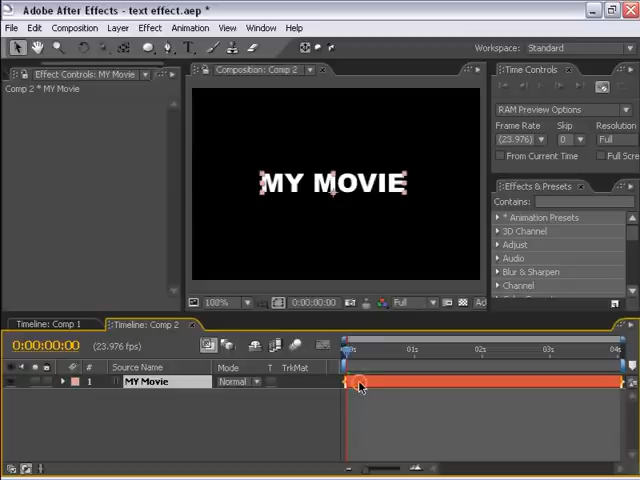 Adobe After Effects - text effect.aep *
File Edit Composition Layer Effect Animation View Window Help
Workspace: Standard
Effect Controls: MY Movie
Composition: Comp 2
Time Controls
Comp 2 * MY Movie
RAM Preview Options
Frame Rate Skip Resolution
(23.976) 0 Full
From Current Time Full Scre
MY MOVIE
Effects & Presets
Contains:
* Animation Presets
3D Channel
Adjust
Audio
Blur & Sharpen
Channel
100% 0:00:00:00 Full
Timeline: Comp 1 Timeline: Comp 2
0:00:00:00 (23.976 fps)
01s 02s 03s 04s
# Source Name Mode T TrkMat
1 MY Movie Normal